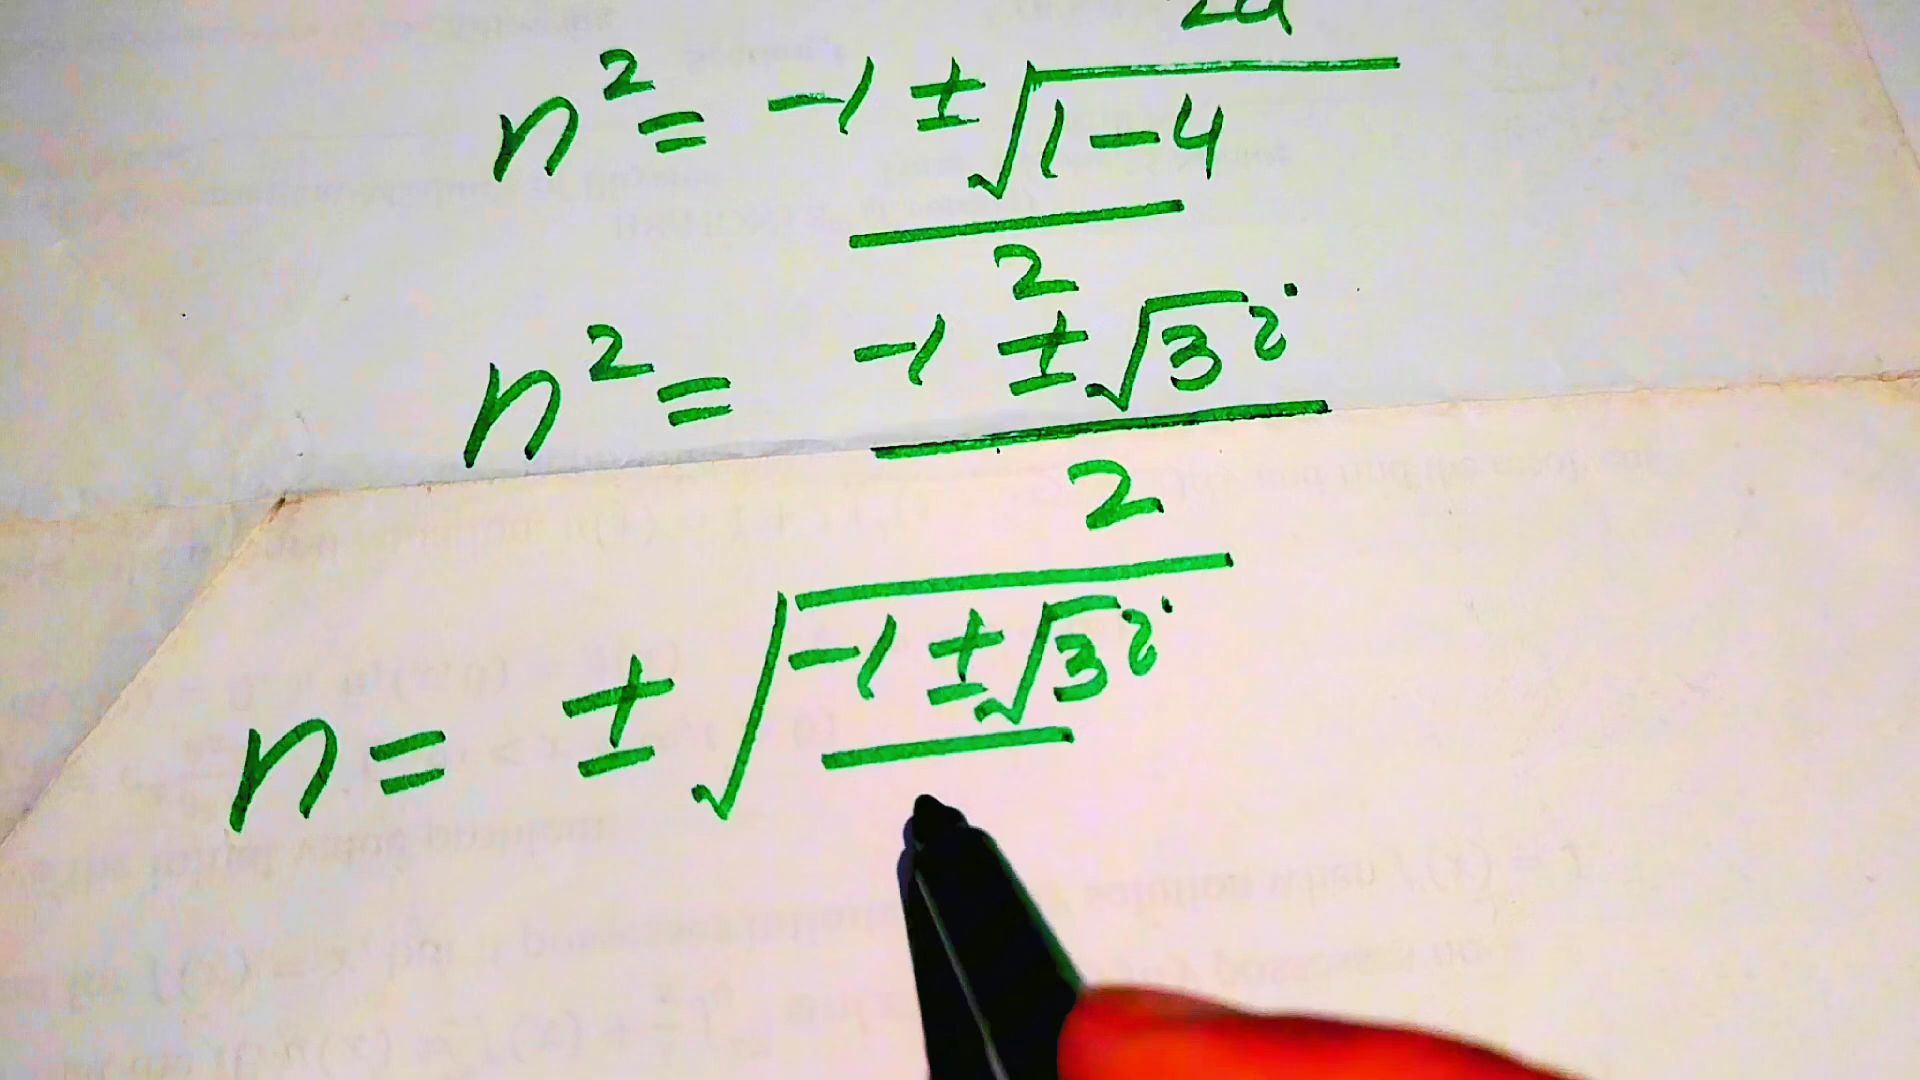 2a
n² = -1 ± √1-4
2
n² = -1 ± √3 i
2
n = ± √-1 ± √3 i